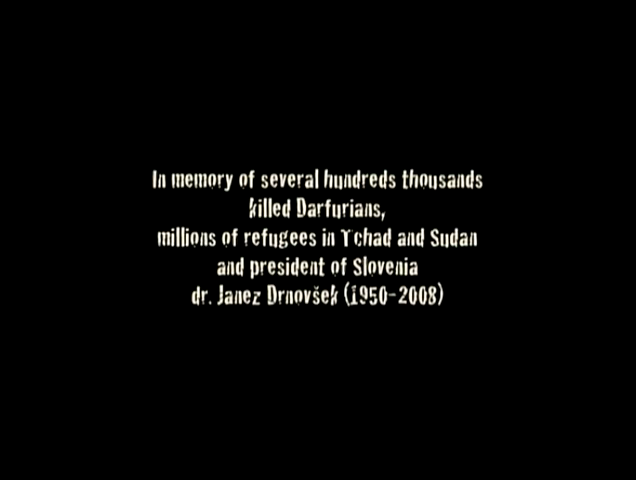 In memory of several hundreds thousands
killed Darfurians,
millions of refugees in Tchad and Sudan
and president of Slovenia
dr. Janez Drnovšek (1950-2008)